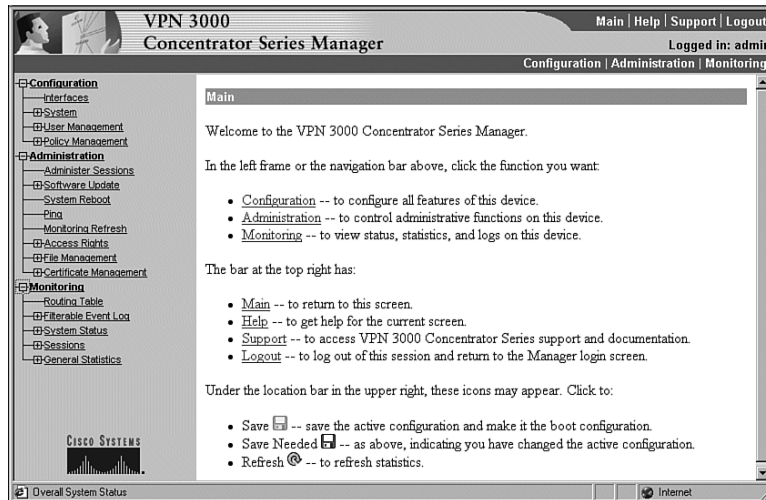 VPN 3000
Concentrator Series Manager
Main | Help | Support | Logout
Logged in: admin
Configuration | Administration | Monitoring
Configuration
Interfaces
System
User Management
Policy Management
Administration
Administer Sessions
Software Update
System Reboot
Ping
Monitoring Refresh
Access Rights
File Management
Certificate Management
Monitoring
Routing Table
Filterable Event Log
System Status
Sessions
General Statistics
CISCO SYSTEMS
Main
Welcome to the VPN 3000 Concentrator Series Manager.
In the left frame or the navigation bar above, click the function you want:
• Configuration -- to configure all features of this device.
• Administration -- to control administrative functions on this device.
• Monitoring -- to view status, statistics, and logs on this device.
The bar at the top right has:
• Main -- to return to this screen.
• Help -- to get help for the current screen.
• Support -- to access VPN 3000 Concentrator Series support and documentation.
• Logout -- to log out of this session and return to the Manager login screen.
Under the location bar in the upper right, these icons may appear. Click to:
• Save -- save the active configuration and make it the boot configuration.
• Save Needed -- as above, indicating you have changed the active configuration.
• Refresh -- to refresh statistics.
Overall System Status
Internet